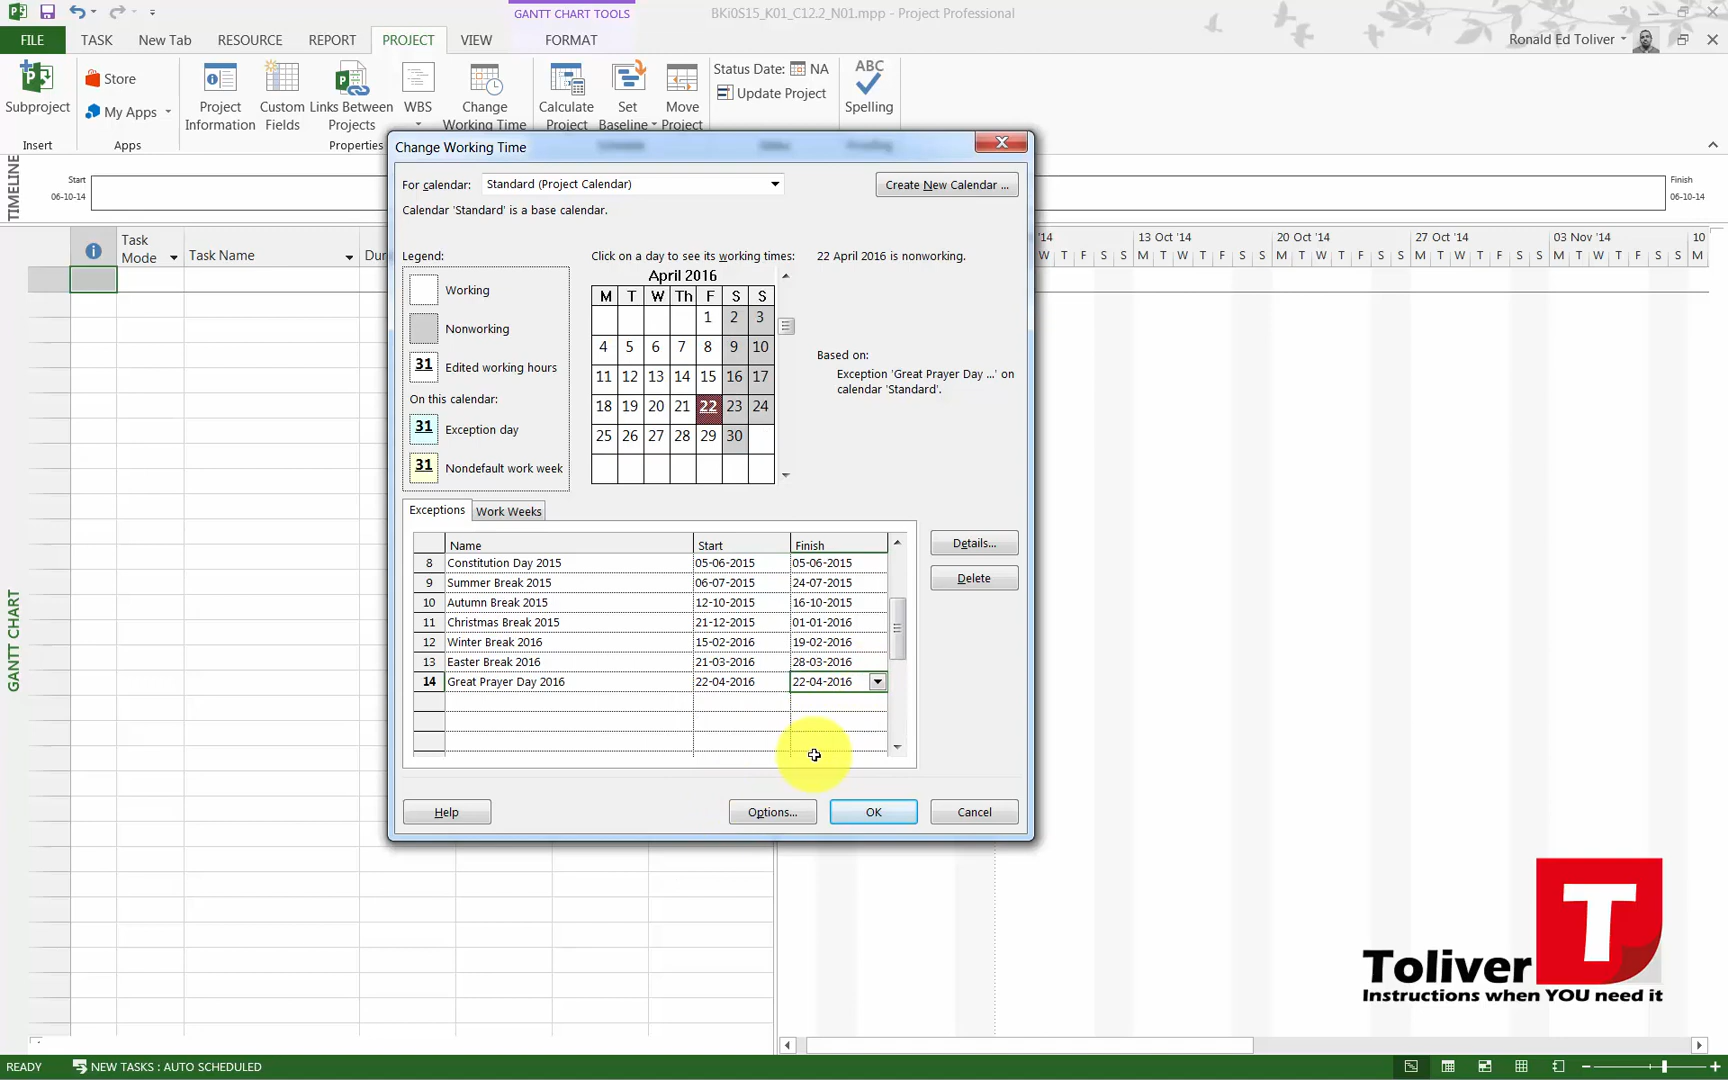 GANTT CHART TOOLS
BKi0S15_K01_C12.2_N01.mpp - Project Professional
FILE TASK New Tab RESOURCE REPORT PROJECT VIEW FORMAT
Ronald Ed Toliver
Subproject
Store
My Apps
Project Information
Custom Fields
Links Between Projects
WBS
Change Working Time
Calculate Project
Set Baseline
Move Project
Status Date: NA
Update Project
ABC
Spelling
Insert Apps Properties
TIMELINE
Start
06-10-14
Finish
06-10-14
Task Mode
Task Name
Dur
'14 13 Oct '14 20 Oct '14 27 Oct '14 03 Nov '14 10
W T F S S M T W T F S S M T W T F S S M T W T F S S M T W T F S S M
GANTT CHART
Change Working Time
For calendar: Standard (Project Calendar)
Create New Calendar ...
Calendar 'Standard' is a base calendar.
Legend:
Working
Nonworking
31 Edited working hours
On this calendar:
31 Exception day
31 Nondefault work week
Click on a day to see its working times:
April 2016
M T W Th F S S
1 2 3
4 5 6 7 8 9 10
11 12 13 14 15 16 17
18 19 20 21 22 23 24
25 26 27 28 29 30
22 April 2016 is nonworking.
Based on:
Exception 'Great Prayer Day ...' on
calendar 'Standard'.
Exceptions Work Weeks
Name Start Finish
8 Constitution Day 2015 05-06-2015 05-06-2015
9 Summer Break 2015 06-07-2015 24-07-2015
10 Autumn Break 2015 12-10-2015 16-10-2015
11 Christmas Break 2015 21-12-2015 01-01-2016
12 Winter Break 2016 15-02-2016 19-02-2016
13 Easter Break 2016 21-03-2016 28-03-2016
14 Great Prayer Day 2016 22-04-2016 22-04-2016
Details...
Delete
Help Options... OK Cancel
T
Toliver
Instructions when YOU need it
READY NEW TASKS : AUTO SCHEDULED